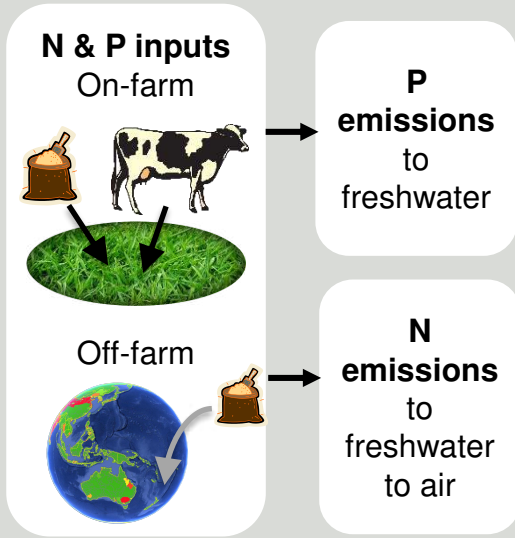 N & P inputs
On-farm
Off-farm
P
emissions
to
freshwater
N
emissions
to
freshwater
to air